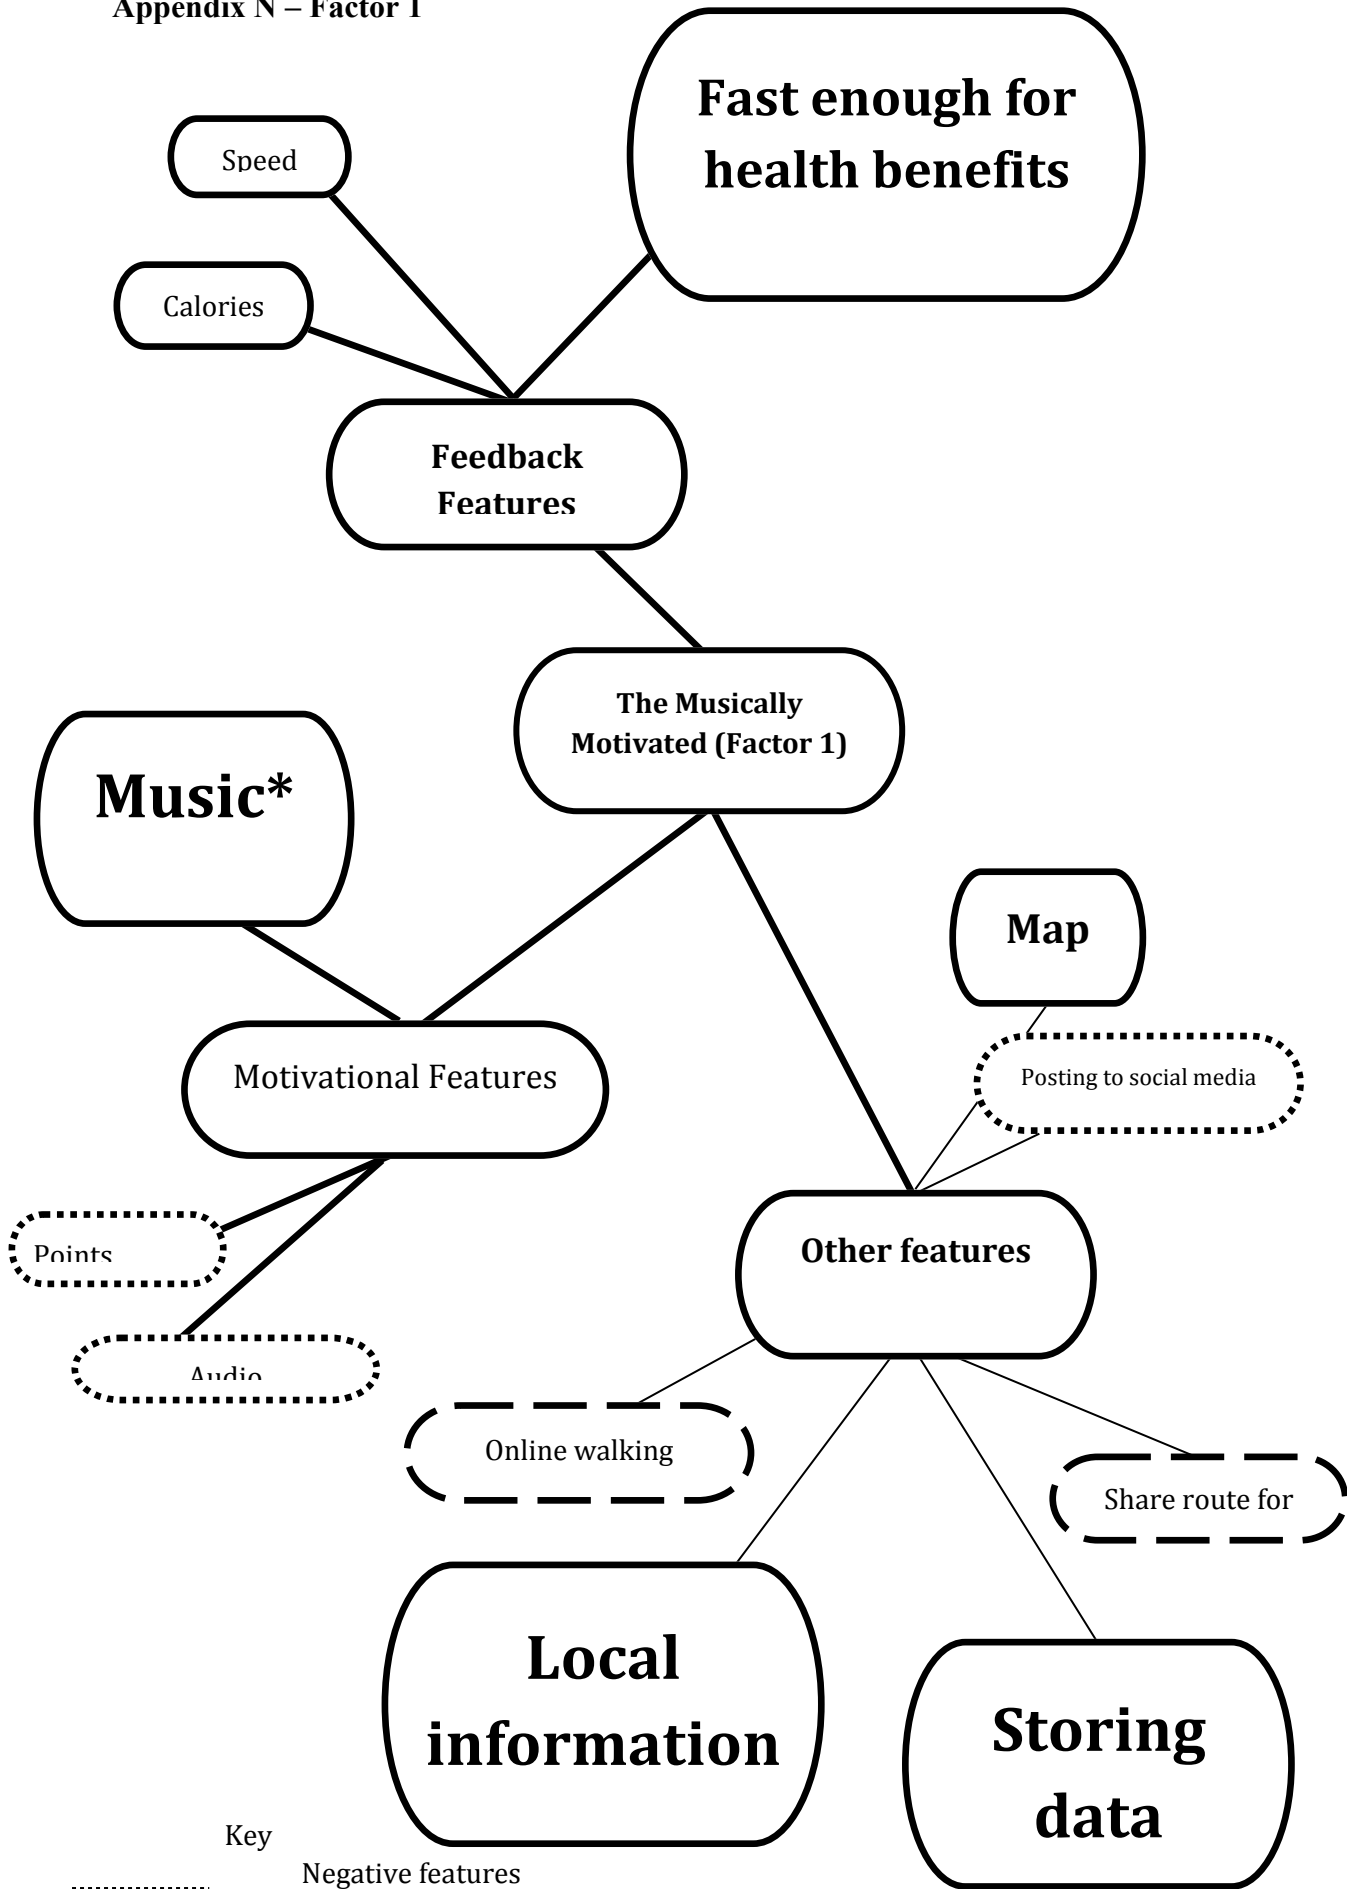 Appendix N – Factor 1
Fast enough for
health benefits
Speed
Calories
Feedback
Features
The Musically
Motivated (Factor 1)
Music*
Map
Motivational Features
Posting to social media
Points
Other features
Audio
Online walking
Share route for
Local
information
Storing
data
Key
Negative features